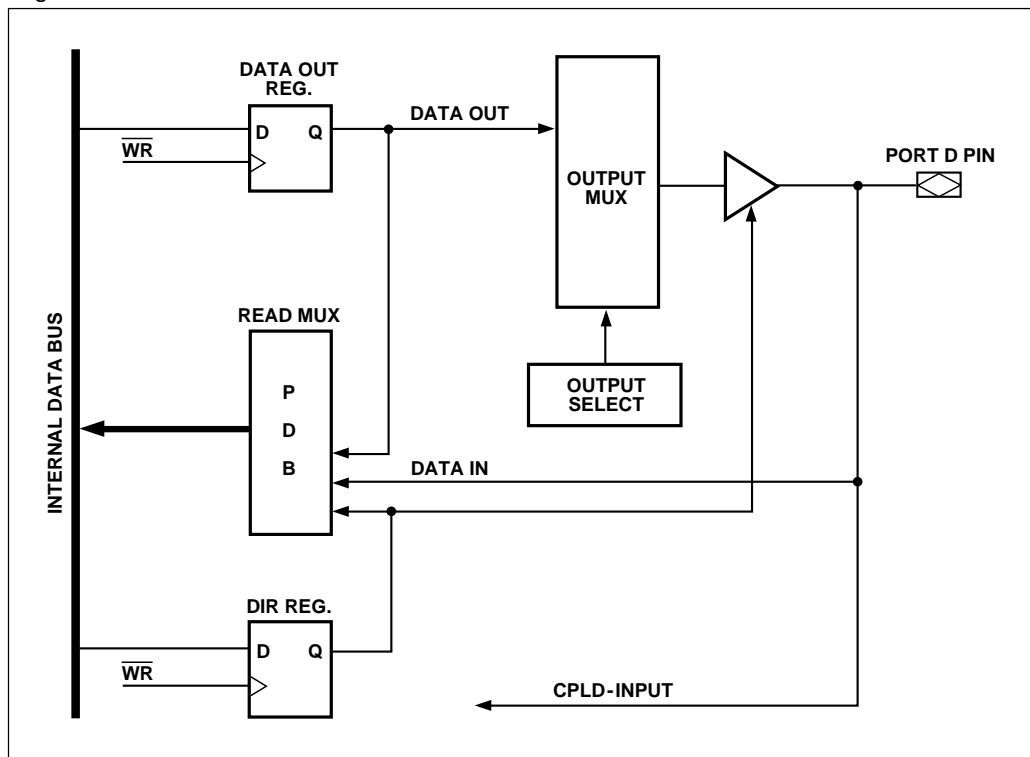 DATA OUT
REG.
D Q
WR
DATA OUT
OUTPUT
MUX
PORT D PIN
READ MUX
P
D
B
INTERNAL DATA BUS
OUTPUT
SELECT
DATA IN
DIR REG.
D Q
WR
CPLD-INPUT